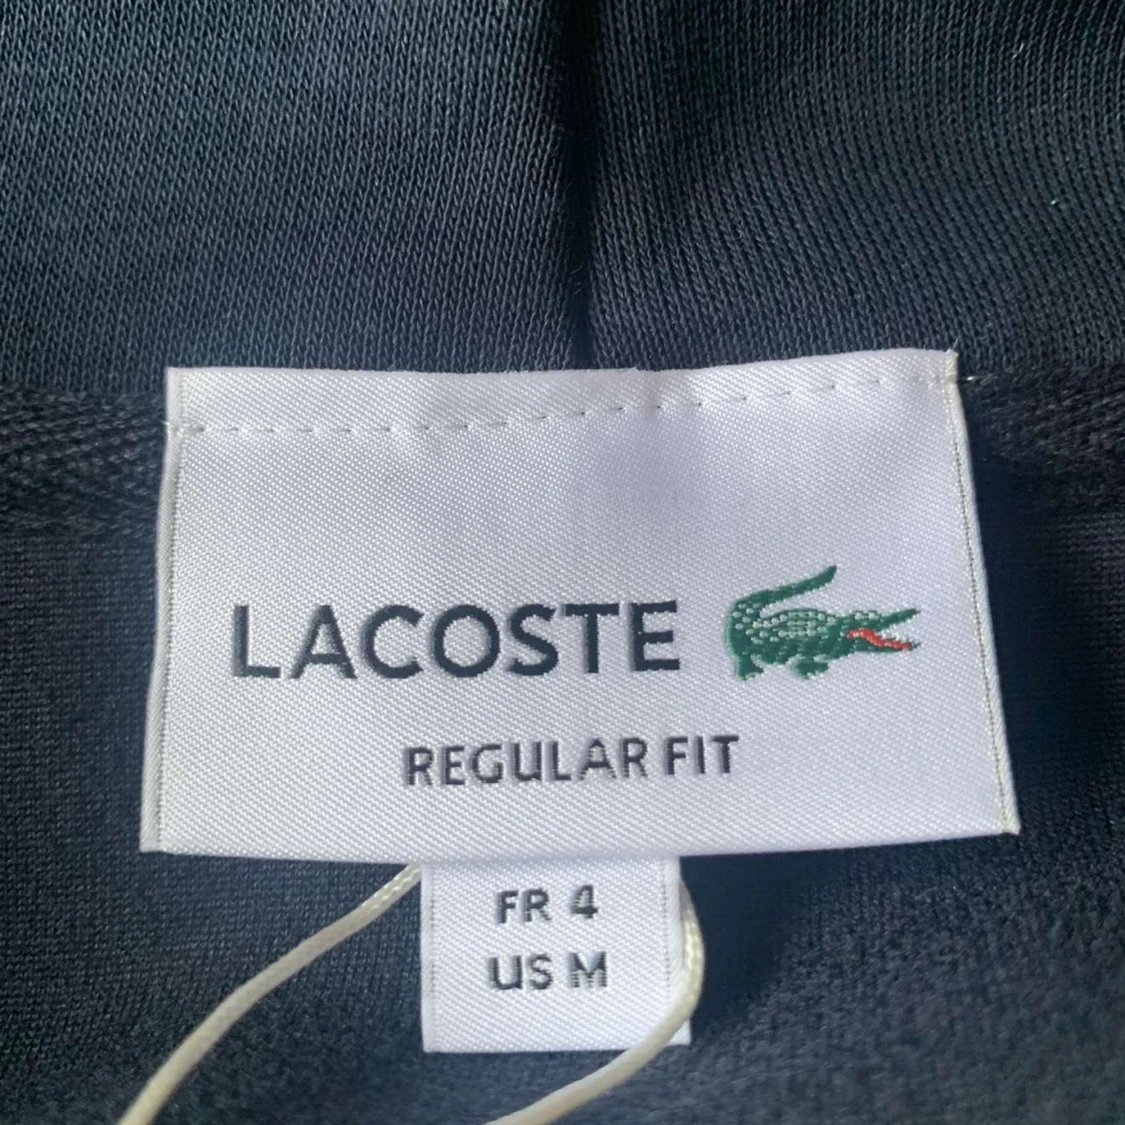 LACOSTE
REGULAR FIT
FR 4
US M